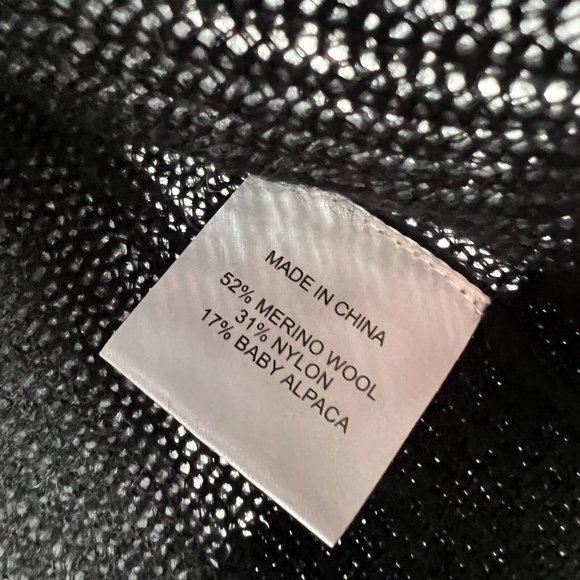 MADE IN CHINA
52% MERINO WOOL
31% NYLON
17% BABY ALPACA